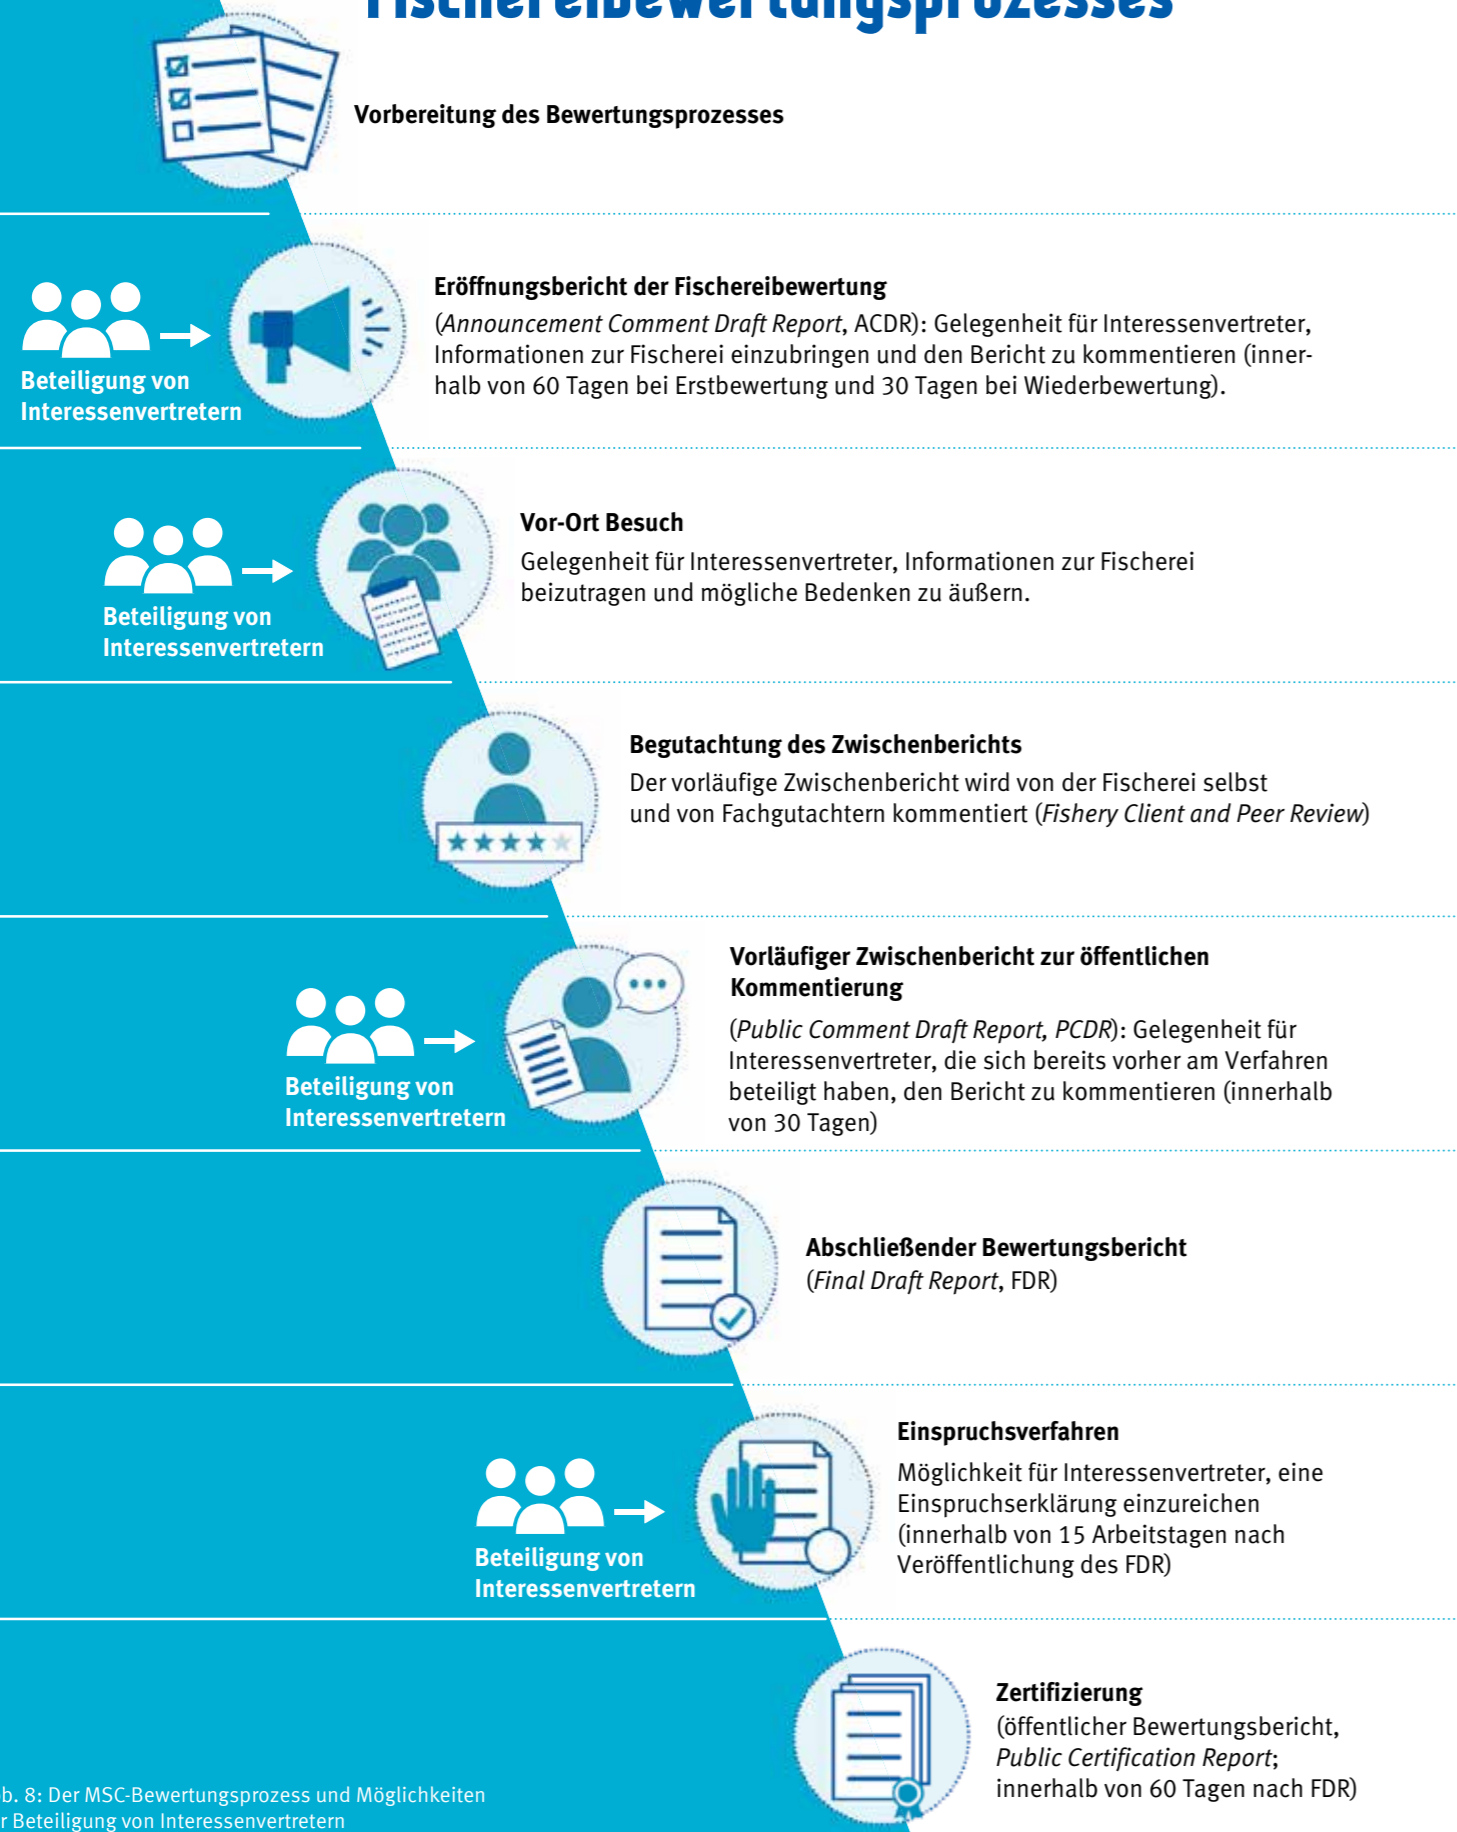 Fischereibewertungsprozesses
Vorbereitung des Bewertungsprozesses
Beteiligung von
Interessenvertretern
Eröffnungsbericht der Fischereibewertung
(Announcement Comment Draft Report, ACDR): Gelegenheit für Interessenvertreter,
Informationen zur Fischerei einzubringen und den Bericht zu kommentieren (inner-
halb von 60 Tagen bei Erstbewertung und 30 Tagen bei Wiederbewertung).
Beteiligung von
Interessenvertretern
Vor-Ort Besuch
Gelegenheit für Interessenvertreter, Informationen zur Fischerei
beizutragen und mögliche Bedenken zu äußern.
Begutachtung des Zwischenberichts
Der vorläufige Zwischenbericht wird von der Fischerei selbst
und von Fachgutachtern kommentiert (Fishery Client and Peer Review)
Beteiligung von
Interessenvertretern
Vorläufiger Zwischenbericht zur öffentlichen
Kommentierung
(Public Comment Draft Report, PCDR): Gelegenheit für
Interessenvertreter, die sich bereits vorher am Verfahren
beteiligt haben, den Bericht zu kommentieren (innerhalb
von 30 Tagen)
Abschließender Bewertungsbericht
(Final Draft Report, FDR)
Beteiligung von
Interessenvertretern
Einspruchsverfahren
Möglichkeit für Interessenvertreter, eine
Einspruchserklärung einzureichen
(innerhalb von 15 Arbeitstagen nach
Veröffentlichung des FDR)
Zertifizierung
(öffentlicher Bewertungsbericht,
Public Certification Report;
innerhalb von 60 Tagen nach FDR)
b. 8: Der MSC-Bewertungsprozess und Möglichkeiten
r Beteiligung von Interessenvertretern